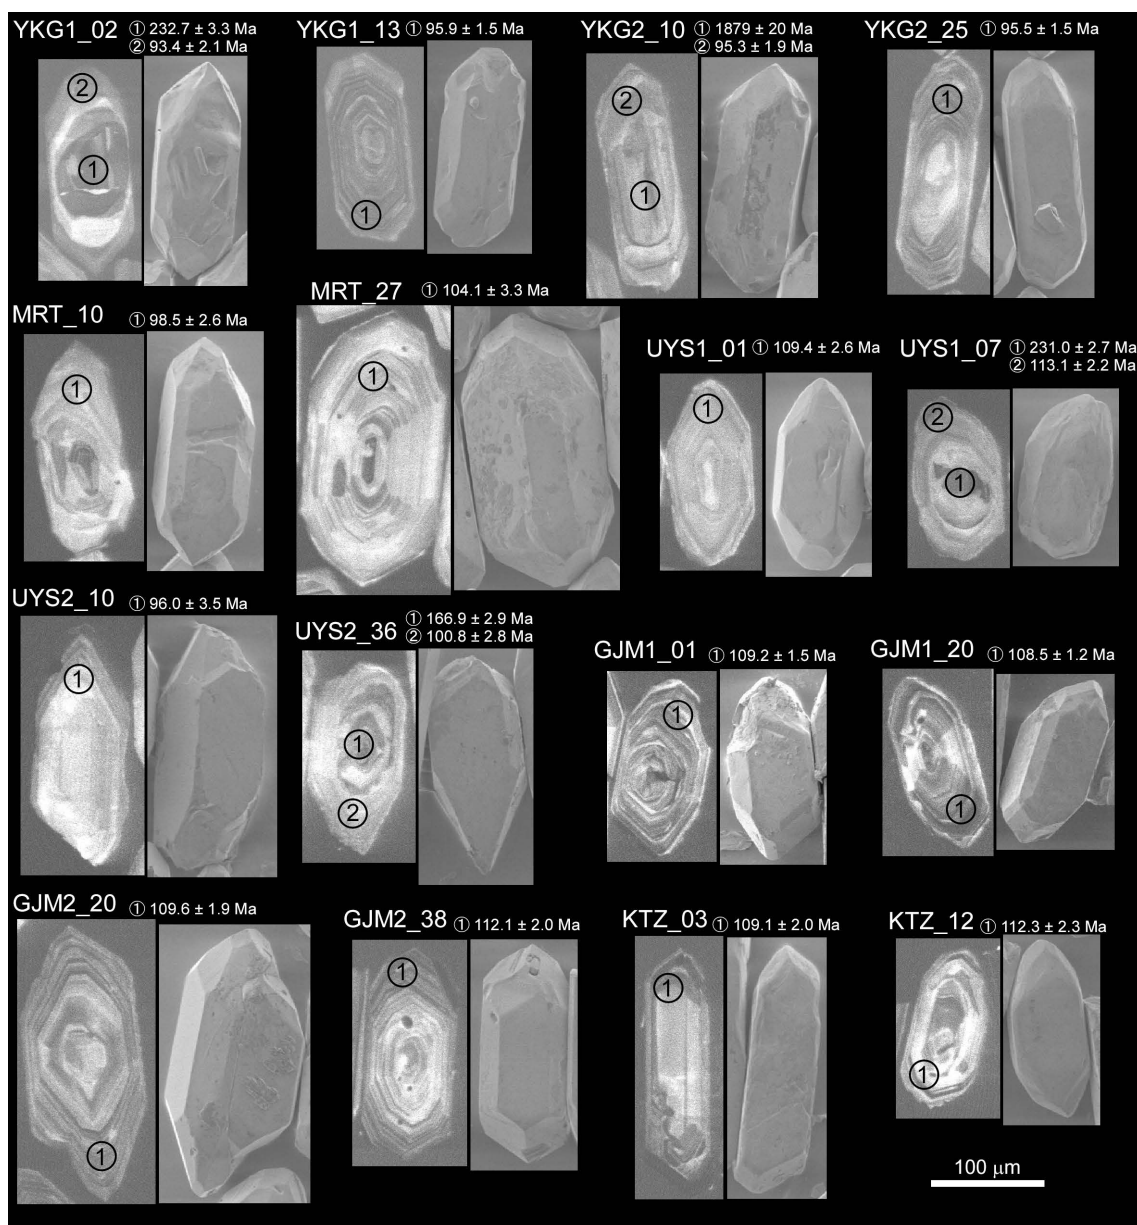 YKG1_02 ① 232.7 ± 3.3 Ma
② 93.4 ± 2.1 Ma
YKG1_13 ① 95.9 ± 1.5 Ma
YKG2_10 ① 1879 ± 20 Ma
② 95.3 ± 1.9 Ma
YKG2_25 ① 95.5 ± 1.5 Ma
②
①
①
②
①
①
MRT_10 ① 98.5 ± 2.6 Ma
MRT_27 ① 104.1 ± 3.3 Ma
UYS1_01 ① 109.4 ± 2.6 Ma
UYS1_07 ① 231.0 ± 2.7 Ma
② 113.1 ± 2.2 Ma
①
①
①
②
①
UYS2_10 ① 96.0 ± 3.5 Ma
UYS2_36 ① 166.9 ± 2.9 Ma
② 100.8 ± 2.8 Ma
GJM1_01 ① 109.2 ± 1.5 Ma
GJM1_20 ① 108.5 ± 1.2 Ma
①
①
②
①
①
GJM2_20 ① 109.6 ± 1.9 Ma
GJM2_38 ① 112.1 ± 2.0 Ma
KTZ_03 ① 109.1 ± 2.0 Ma
KTZ_12 ① 112.3 ± 2.3 Ma
①
①
①
①
100 μm